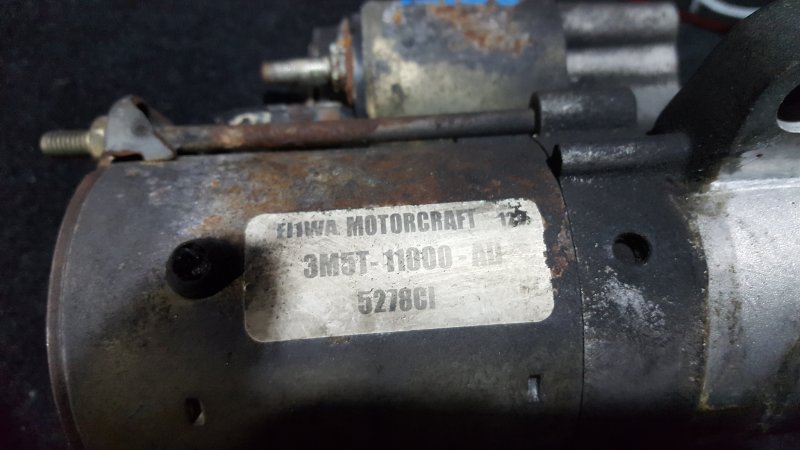 MOTORCRAFT
3M5T-11000-
5278CI